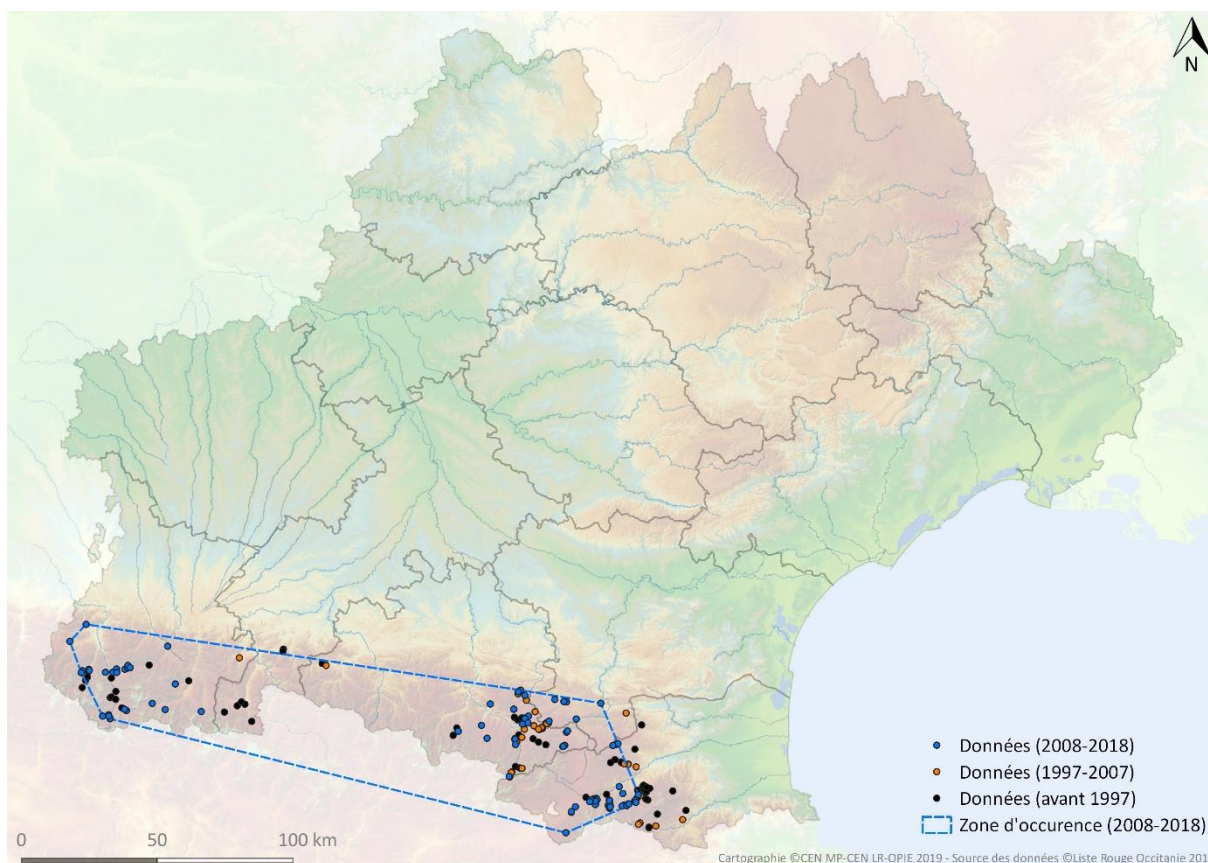 N
Données (2008-2018)
Données (1997-2007)
Données (avant 1997)
Zone d'occurence (2008-2018)
0 50 100 km
Cartographie ©CEN MP-CEN LR-OPIE 2019 - Source des données ©Liste Rouge Occitanie 201